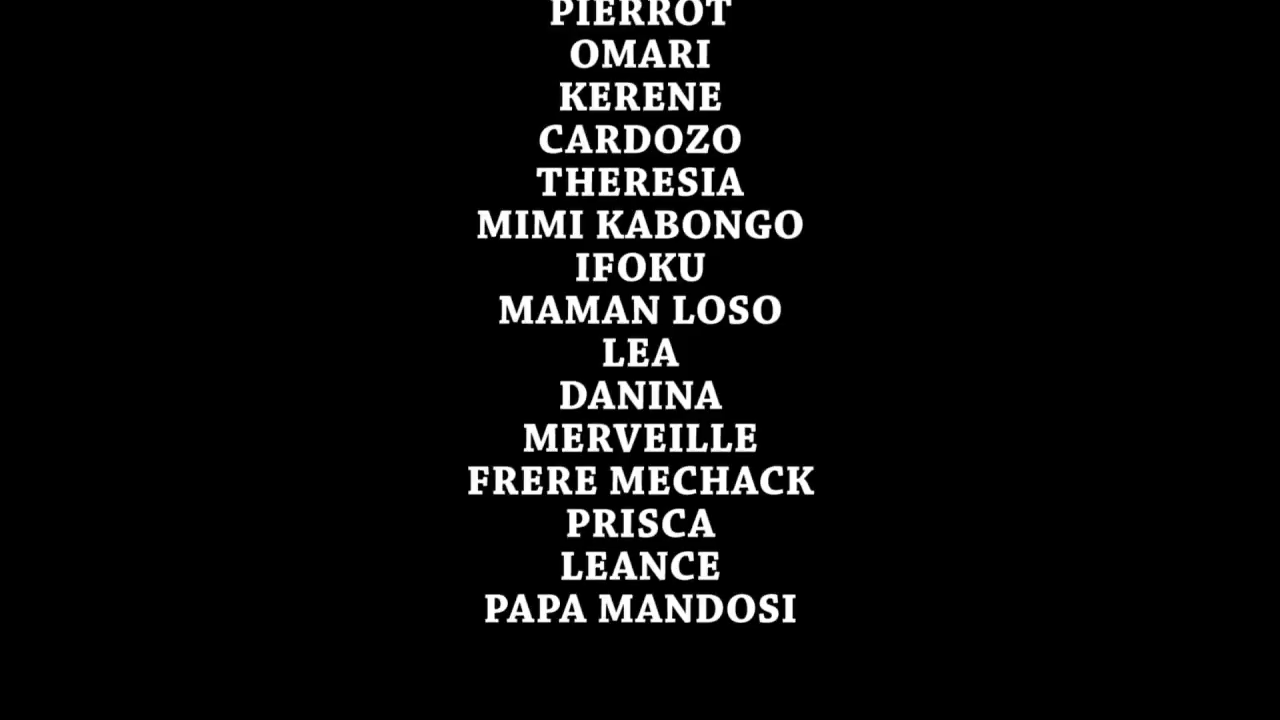 PIERROT
OMARI
KERENE
CARDOZO
THERESIA
MIMI KABONGO
IFOKU
MAMAN LOSO
LEA
DANINA
MERVEILLE
FRERE MECHACK
PRISCA
LEANCE
PAPA MANDOSI